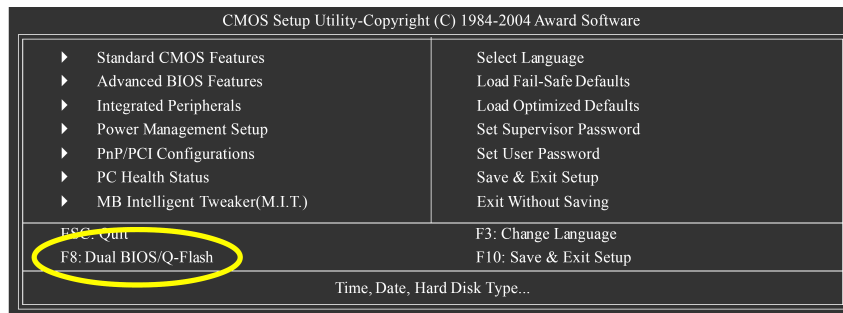 CMOS Setup Utility-Copyright (C) 1984-2004 Award Software
Standard CMOS Features
Advanced BIOS Features
Integrated Peripherals
Power Management Setup
PnP/PCI Configurations
PC Health Status
MB Intelligent Tweaker(M.I.T.)
Select Language
Load Fail-Safe Defaults
Load Optimized Defaults
Set Supervisor Password
Set User Password
Save & Exit Setup
Exit Without Saving
ESC: Quit
F3: Change Language
F8: Dual BIOS/Q-Flash
F10: Save & Exit Setup
Time, Date, Hard Disk Type...